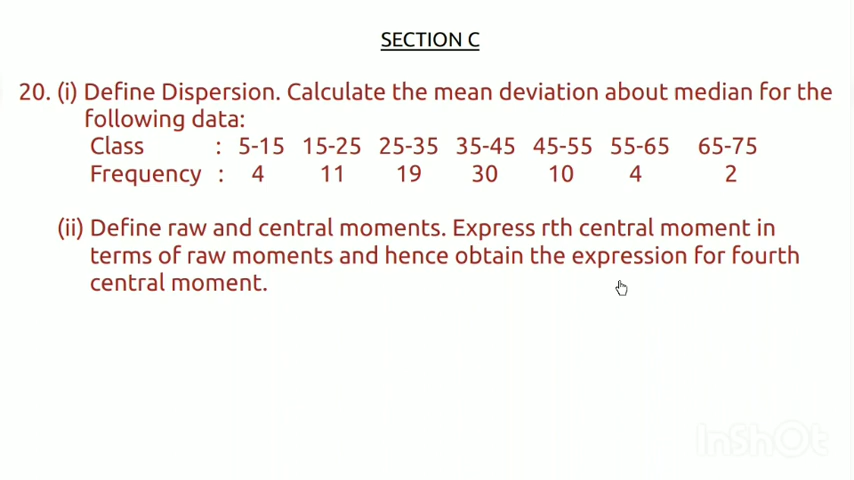 SECTION C
20. (i) Define Dispersion. Calculate the mean deviation about median for the
following data:
Class : 5-15 15-25 25-35 35-45 45-55 55-65 65-75
Frequency : 4 11 19 30 10 4 2
(ii) Define raw and central moments. Express rth central moment in
terms of raw moments and hence obtain the expression for fourth
central moment.
InShOt